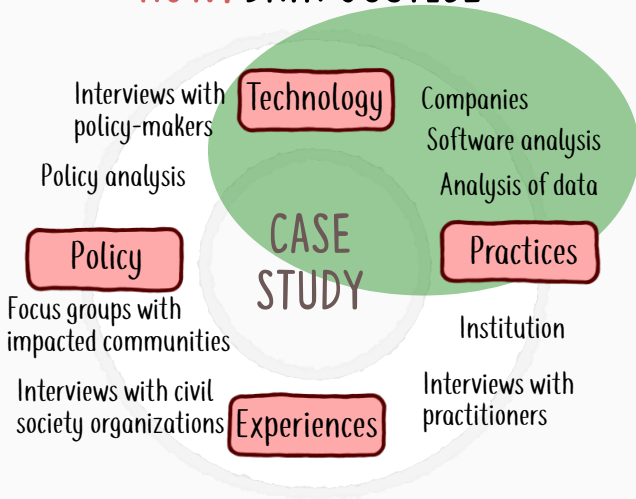 Technology
Interviews with
policy-makers
Companies
Software analysis
Policy analysis
Analysis of data
CASE
STUDY
Policy
Practices
Focus groups with
impacted communities
Institution
Interviews with civil
society organizations
Interviews with
practitioners
Experiences